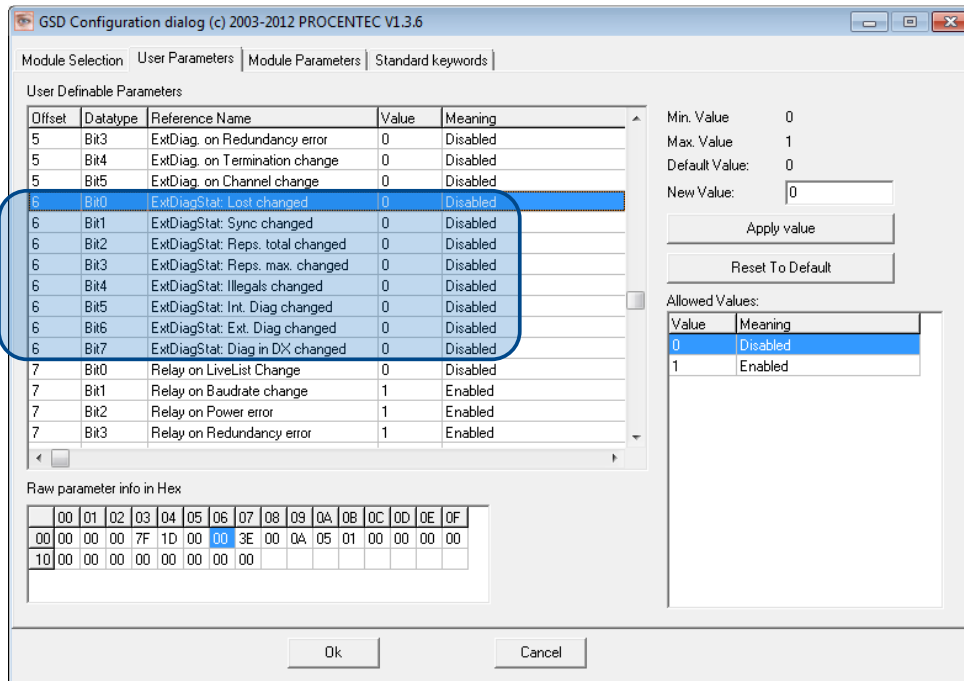 GSD Configuration dialog (c) 2003-2012 PROCENTEC V1.3.6
Module Selection User Parameters Module Parameters Standard keywords
User Definable Parameters
Offset Datatype Reference Name Value Meaning
5 Bit3 ExtDiag. on Redundancy error 0 Disabled
5 Bit4 ExtDiag. on Termination change 0 Disabled
5 Bit5 ExtDiag. on Channel change 0 Disabled
6 Bit0 ExtDiagStat: Lost changed 0 Disabled
6 Bit1 ExtDiagStat: Sync changed 0 Disabled
6 Bit2 ExtDiagStat: Reps. total changed 0 Disabled
6 Bit3 ExtDiagStat: Reps. max. changed 0 Disabled
6 Bit4 ExtDiagStat: Illegals changed 0 Disabled
6 Bit5 ExtDiagStat: Int. Diag changed 0 Disabled
6 Bit6 ExtDiagStat: Ext. Diag changed 0 Disabled
6 Bit7 ExtDiagStat: Diag in DX changed 0 Disabled
7 Bit0 Relay on LiveList Change 0 Disabled
7 Bit1 Relay on Baudrate change 1 Enabled
7 Bit2 Relay on Power error 1 Enabled
7 Bit3 Relay on Redundancy error 1 Enabled
Min. Value 0
Max. Value 1
Default Value: 0
New Value: 0
Apply value
Reset To Default
Allowed Values:
Value Meaning
0 Disabled
1 Enabled
Raw parameter info in Hex
00 01 02 03 04 05 06 07 08 09 0A 0B 0C 0D 0E 0F
00 00 00 00 7F 1D 00 00 3E 00 0A 05 01 00 00 00 00
10 00 00 00 00 00 00 00 00
Ok Cancel